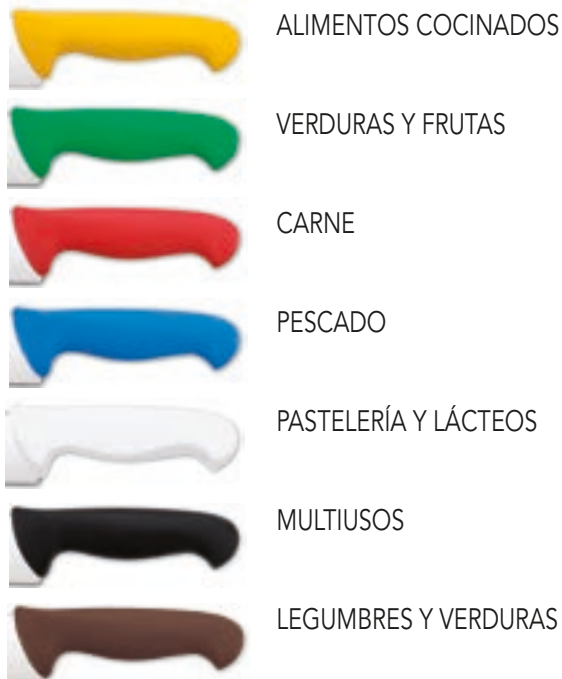 ALIMENTOS COCINADOS
VERDURAS Y FRUTAS
CARNE
PESCADO
PASTELERÍA Y LÁCTEOS
MULTIUSOS
LEGUMBRES Y VERDURAS